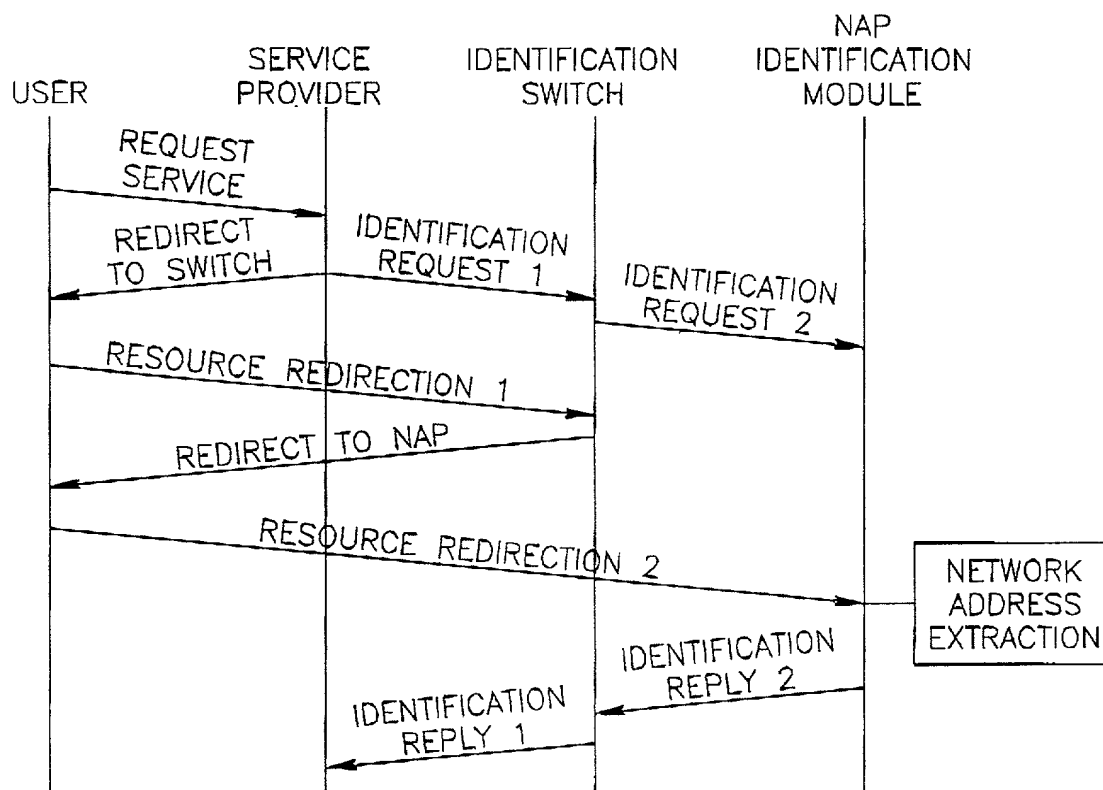 USER
SERVICE
PROVIDER
IDENTIFICATION
SWITCH
NAP
IDENTIFICATION
MODULE
REQUEST
SERVICE
REDIRECT
TO SWITCH
IDENTIFICATION
REQUEST 1
IDENTIFICATION
REQUEST 2
RESOURCE REDIRECTION 1
REDIRECT TO NAP
RESOURCE REDIRECTION 2
NETWORK
ADDRESS
EXTRACTION
IDENTIFICATION
REPLY 2
IDENTIFICATION
REPLY 1